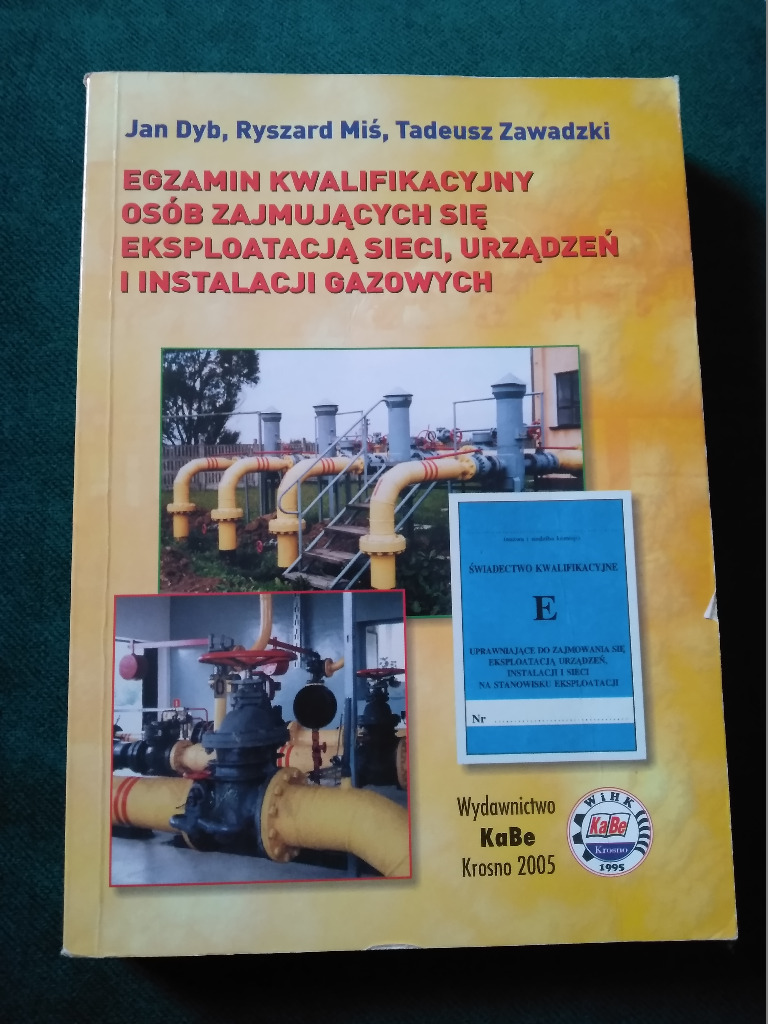 Jan Dyb, Ryszard Miś, Tadeusz Zawadzki
EGZAMIN KWALIFIKACYJNY
OSÓB ZAJMUJĄCYCH SIĘ
EKSPLOATACJĄ SIECI, URZĄDZEŃ
I INSTALACJI GAZOWYCH
ŚWIADECTWO KWALIFIKACYJNE
E
UPRAWNIAJĄCE DO ZAJMOWANIA SIĘ
EKSPLOATACJĄ URZĄDZEŃ,
INSTALACJI I SIECI
NA STANOWISKU EKSPLOATACJI
Nr
Wydawnictwo
KaBe
Krosno 2005
WiHK
KaBe
Krosno
1995